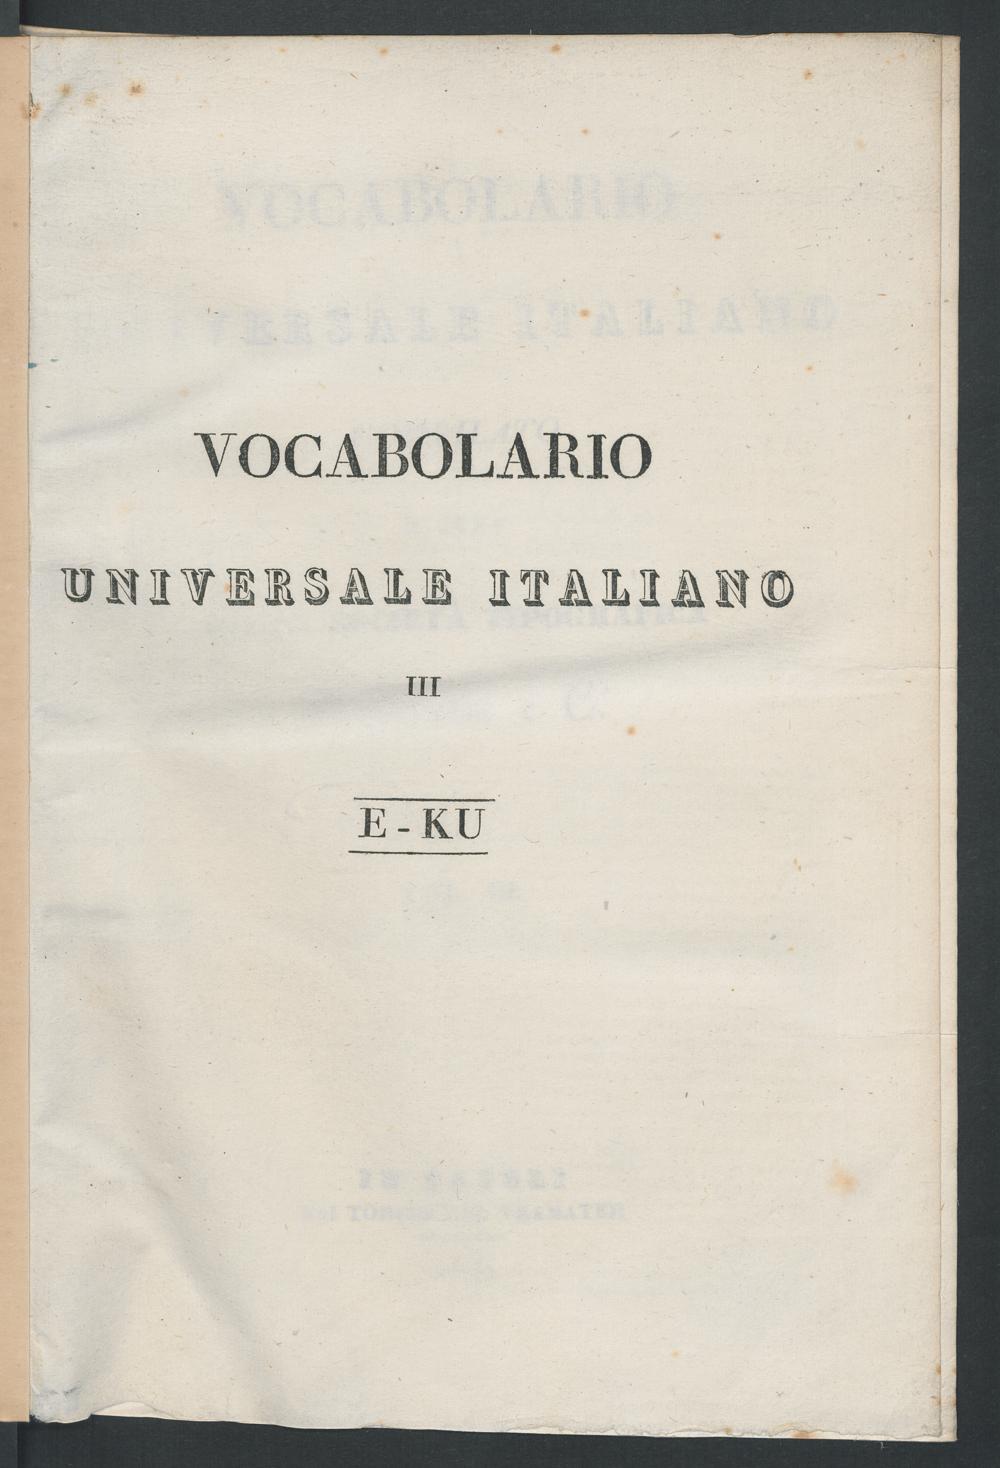 VOCABOLARIO
UNIVERSALE ITALIANO
III
E - KU